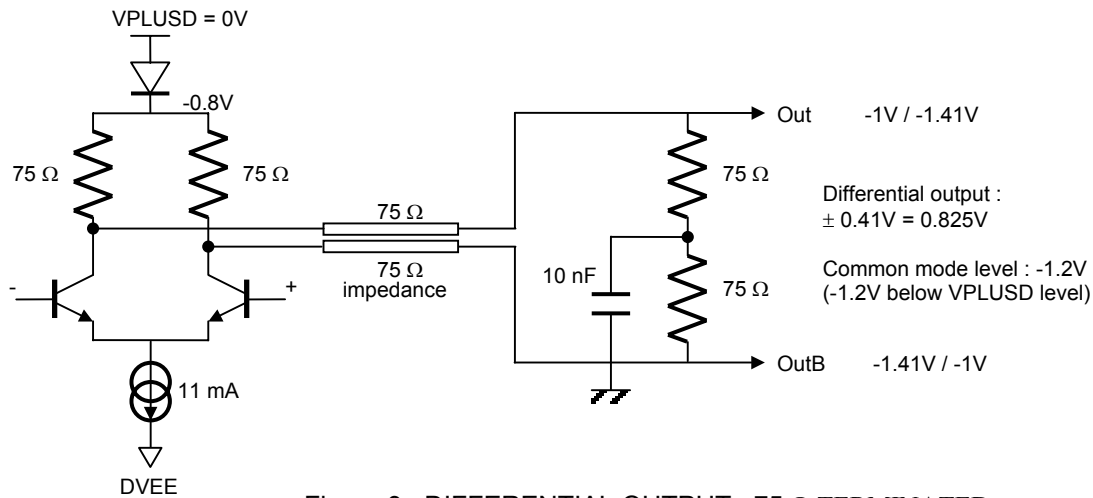 VPLUSD = 0V
-0.8V
75 Ω
75 Ω
75 Ω
75 Ω
impedance
-
+
11 mA
DVEE
10 nF
75 Ω
75 Ω
Out -1V / -1.41V
Differential output :
± 0.41V = 0.825V
Common mode level : -1.2V
(-1.2V below VPLUSD level)
OutB -1.41V / -1V